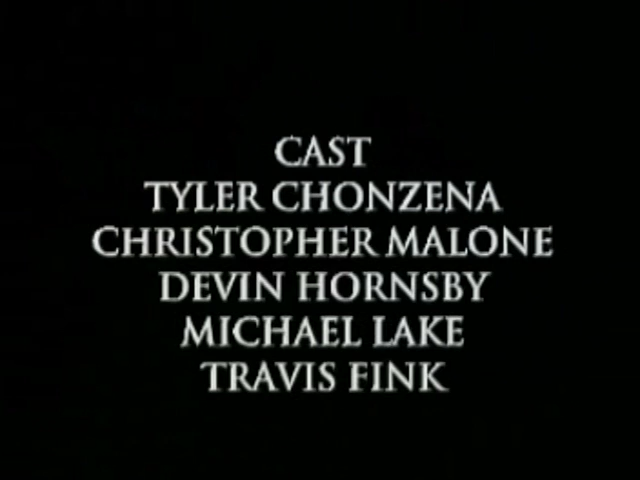 CAST
TYLER CHONZENA
CHRISTOPHER MALONE
DEVIN HORNSBY
MICHAEL LAKE
TRAVIS FINK